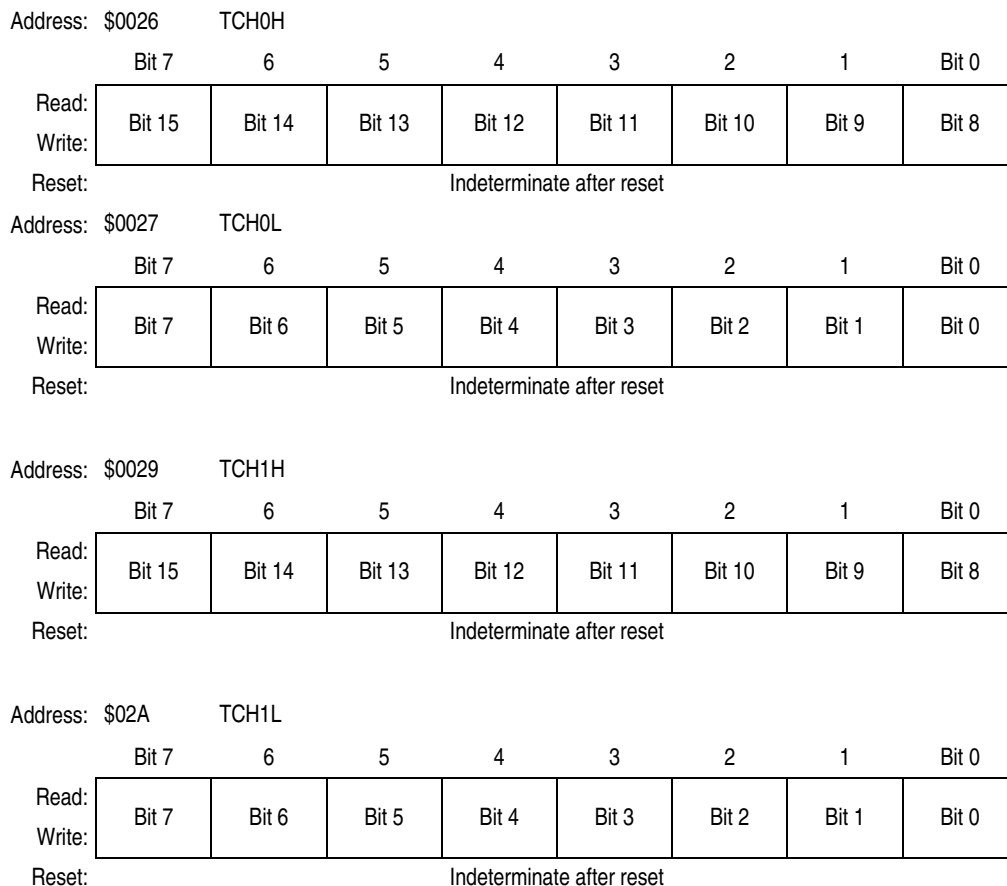 Address: $0026 TCH0H
Bit 7 6 5 4 3 2 1 Bit 0
Read:
Bit 15 Bit 14 Bit 13 Bit 12 Bit 11 Bit 10 Bit 9 Bit 8
Write:
Reset: Indeterminate after reset
Address: $0027 TCH0L
Bit 7 6 5 4 3 2 1 Bit 0
Read:
Bit 7 Bit 6 Bit 5 Bit 4 Bit 3 Bit 2 Bit 1 Bit 0
Write:
Reset: Indeterminate after reset
Address: $0029 TCH1H
Bit 7 6 5 4 3 2 1 Bit 0
Read:
Bit 15 Bit 14 Bit 13 Bit 12 Bit 11 Bit 10 Bit 9 Bit 8
Write:
Reset: Indeterminate after reset
Address: $02A TCH1L
Bit 7 6 5 4 3 2 1 Bit 0
Read:
Bit 7 Bit 6 Bit 5 Bit 4 Bit 3 Bit 2 Bit 1 Bit 0
Write:
Reset: Indeterminate after reset